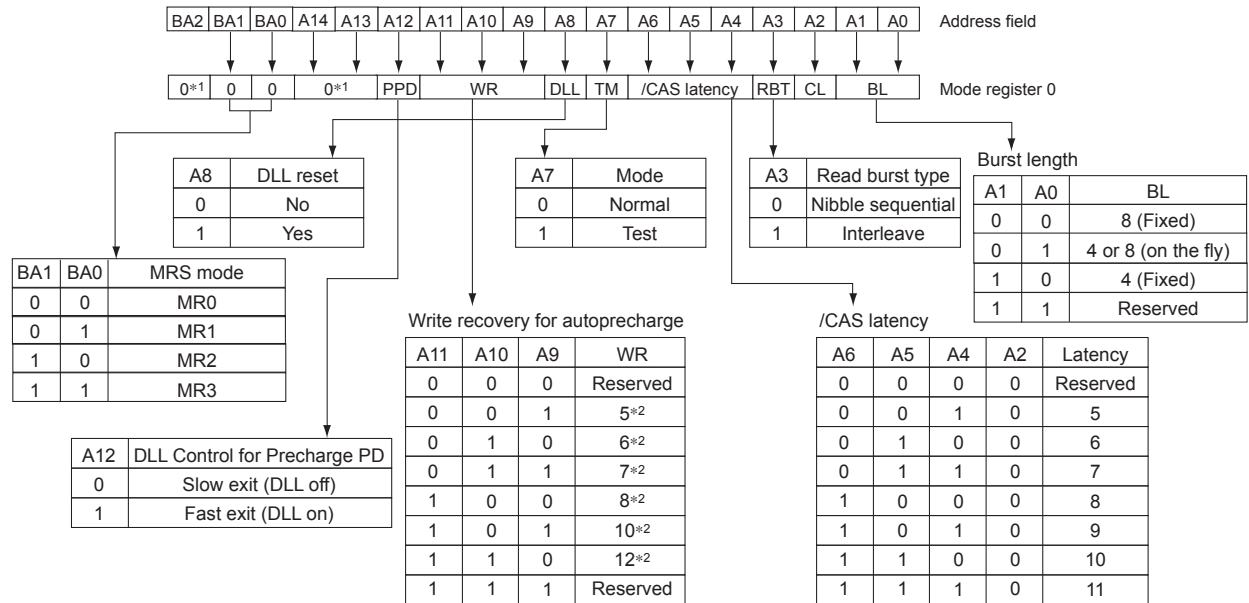 BA2 BA1 BA0 A14 A13 A12 A11 A10 A9 A8 A7 A6 A5 A4 A3 A2 A1 A0 Address field
0*1 0 0 0*1 PPD WR DLL TM /CAS latency RBT CL BL Mode register 0
A8 DLL reset
0 No
1 Yes
A7 Mode
0 Normal
1 Test
A3 Read burst type
0 Nibble sequential
1 Interleave
Burst length
A1 A0 BL
0 0 8 (Fixed)
0 1 4 or 8 (on the fly)
1 0 4 (Fixed)
1 1 Reserved
BA1 BA0 MRS mode
0 0 MR0
0 1 MR1
1 0 MR2
1 1 MR3
A12 DLL Control for Precharge PD
0 Slow exit (DLL off)
1 Fast exit (DLL on)
Write recovery for autoprecharge
A11 A10 A9 WR
0 0 0 Reserved
0 0 1 5*2
0 1 0 6*2
0 1 1 7*2
1 0 0 8*2
1 0 1 10*2
1 1 0 12*2
1 1 1 Reserved
/CAS latency
A6 A5 A4 A2 Latency
0 0 0 0 Reserved
0 0 1 0 5
0 1 0 0 6
0 1 1 0 7
1 0 0 0 8
1 0 1 0 9
1 1 0 0 10
1 1 1 0 11